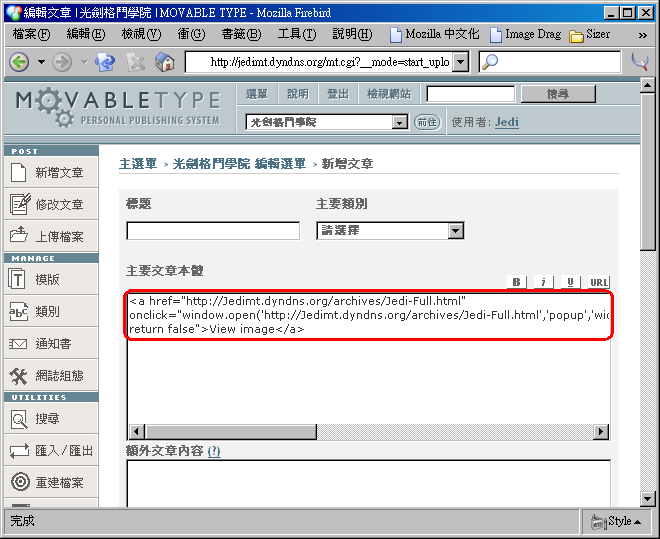 編輯文章 | 光劍格鬥學院 | MOVABLE TYPE - Mozilla Firebird
檔案(F) 編輯(E) 檢視(V) 衝(G) 書籤(B) 工具(T) 說明(H) Mozilla 中文化 Image Drag Sizer »
http://jedimt.dyndns.org/mt.cgi?__mode=start_uplo
MOVABLETYPE
PERSONAL PUBLISHING SYSTEM
選單 說明 登出 檢視網站 搜尋
光劍格鬥學院 前往 使用者: Jedi
POST
新增文章
修改文章
上傳檔案
MANAGE
模版
類別
通知書
網誌組態
UTILITIES
搜尋
匯入/匯出
重建檔案
主選單 > 光劍格鬥學院 編輯選單 > 新增文章
標題 主要類別
請選擇
主要文章本體
B i U URL
<a href="http://Jedimt.dyndns.org/archives/Jedi-Full.html"
onclick="window.open('http://Jedimt.dyndns.org/archives/Jedi-Full.html','popup','wid
return false">View image</a>
額外文章內容 (?)
完成 Style